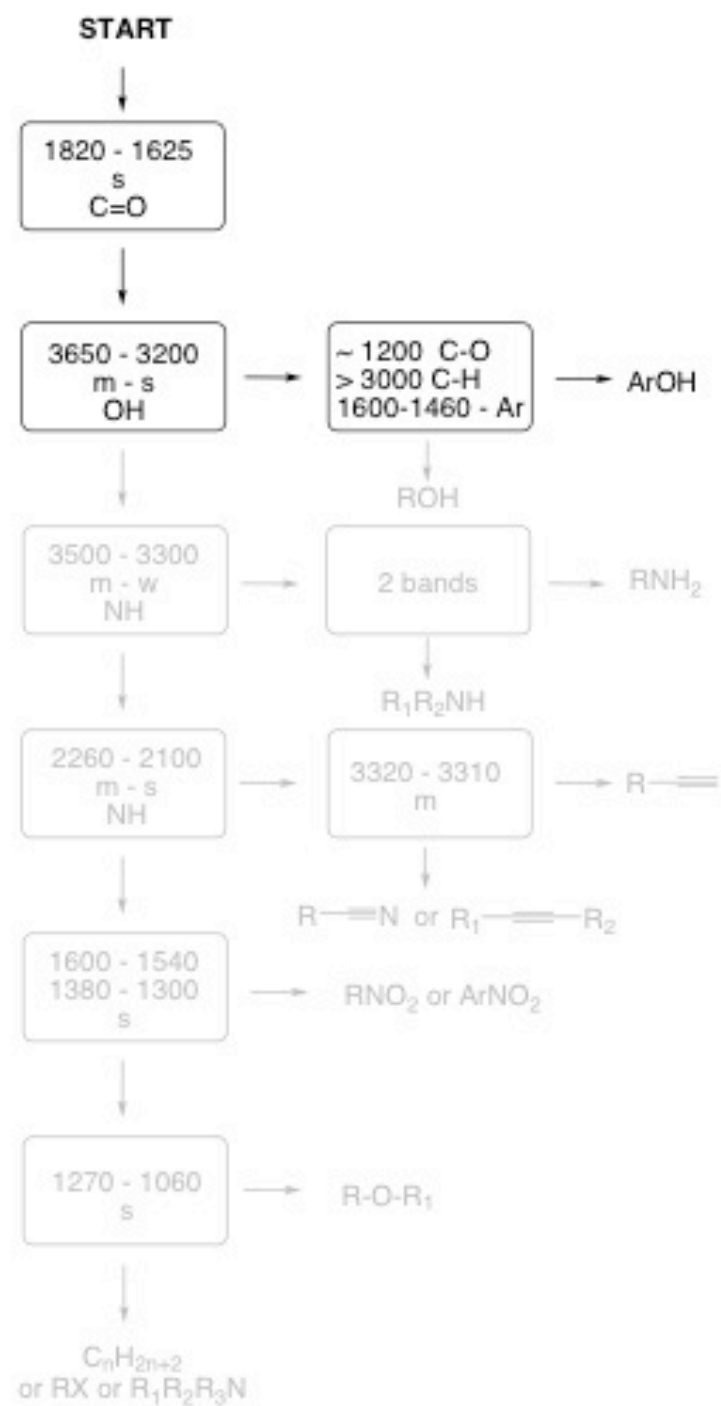 START
1820 - 1625
s
C=O
3650 - 3200
m - s
OH
~ 1200 C-O
> 3000 C-H
1600-1460 - Ar
ArOH
ROH
3500 - 3300
m - w
NH
2 bands
RNH₂
R₁R₂NH
2260 - 2100
m - s
NH
3320 - 3310
m
R
R N or R₁ R₂
1600 - 1540
1380 - 1300
s
RNO₂ or ArNO₂
1270 - 1060
s
R-O-R₁
CₙH₂ₙ₊₂
or RX or R₁R₂R₃N